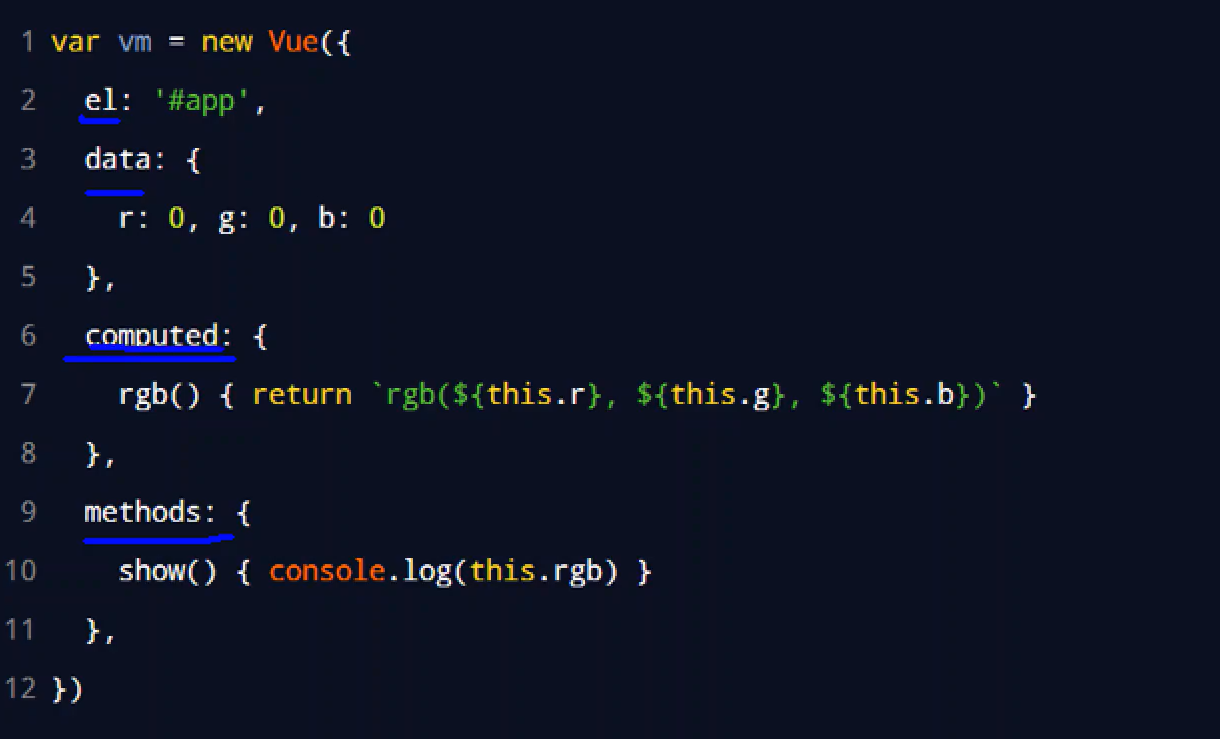 1 var vm = new Vue({
2 el: '#app',
3 data: {
4 r: 0, g: 0, b: 0
5 },
6 computed: {
7 rgb() { return `rgb(${this.r}, ${this.g}, ${this.b})` }
8 },
9 methods: {
10 show() { console.log(this.rgb) }
11 },
12 })